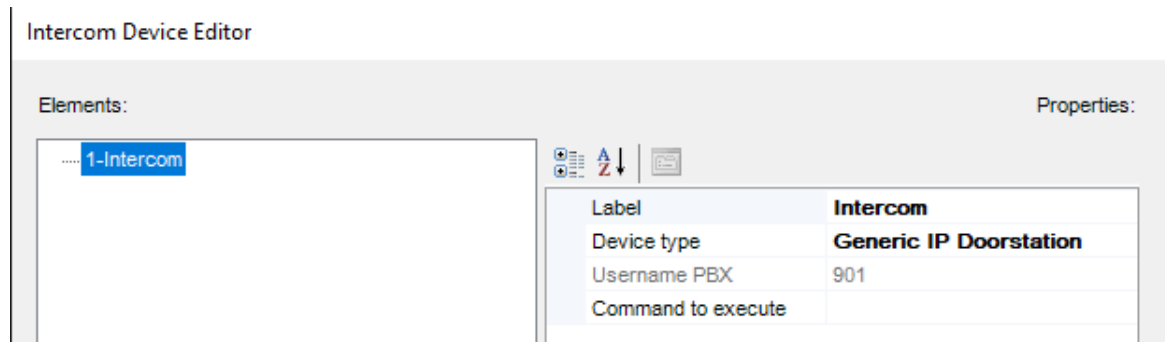 Intercom Device Editor
Elements:
Properties:
1-Intercom
Label Intercom
Device type Generic IP Doorstation
Username PBX 901
Command to execute